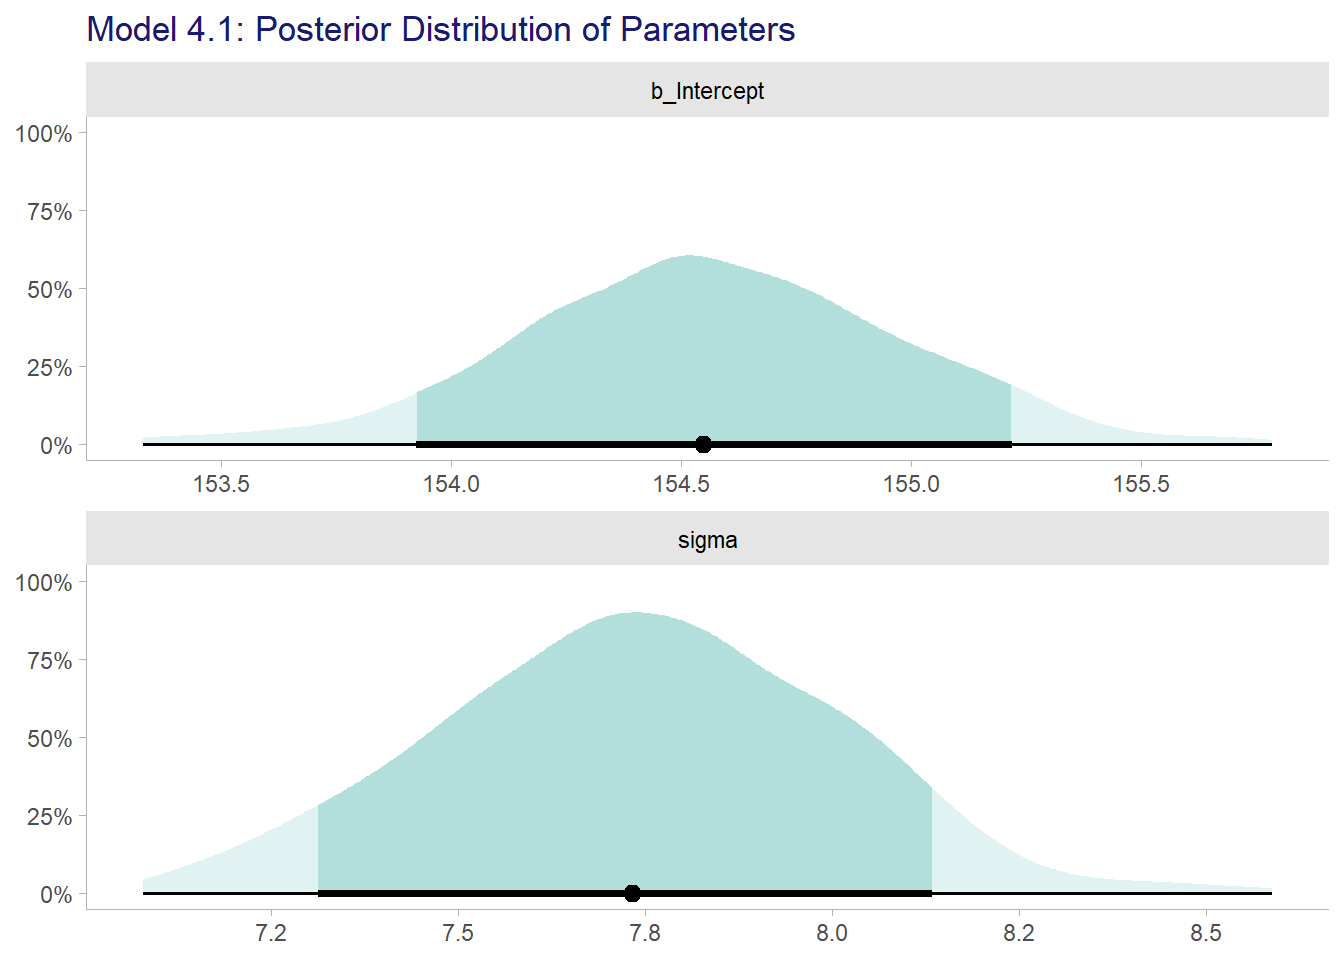 Model 4.1: Posterior Distribution of Parameters
b_Intercept
100%
75%
50%
25%
0%
153.5 154.0 154.5 155.0 155.5
sigma
100%
75%
50%
25%
0%
7.2 7.5 7.8 8.0 8.2 8.5